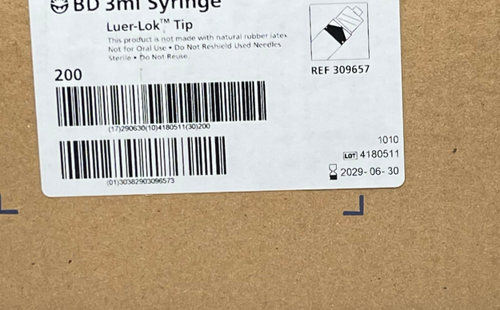 BD 3ml Syringe
Luer-Lok™ Tip
This product is not made with natural rubber latex
Not for Oral Use • Do Not Reshield Used Needles
Sterile • Do Not Reuse
REF 309657
200
(17)290630(10)4180511(30)200
(01)30382903096573
1010
LOT 4180511
2029-06-30